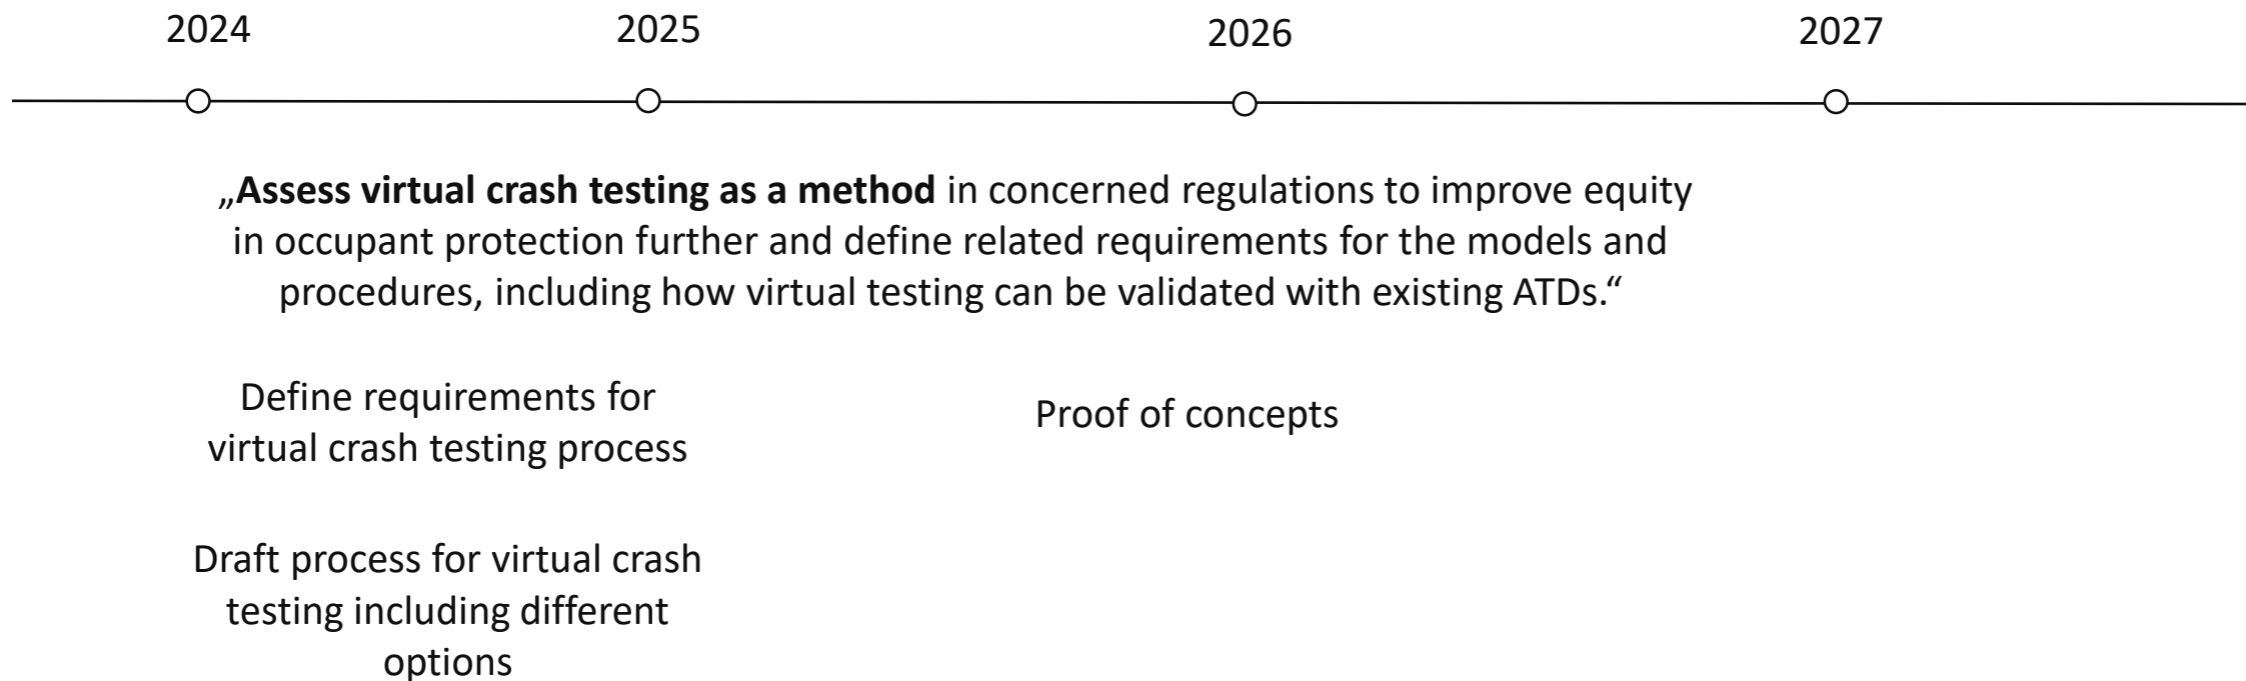 2024
2025
2026
2027
„Assess virtual crash testing as a method in concerned regulations to improve equity
in occupant protection further and define related requirements for the models and
procedures, including how virtual testing can be validated with existing ATDs.“
Define requirements for
virtual crash testing process
Proof of concepts
Draft process for virtual crash
testing including different
options